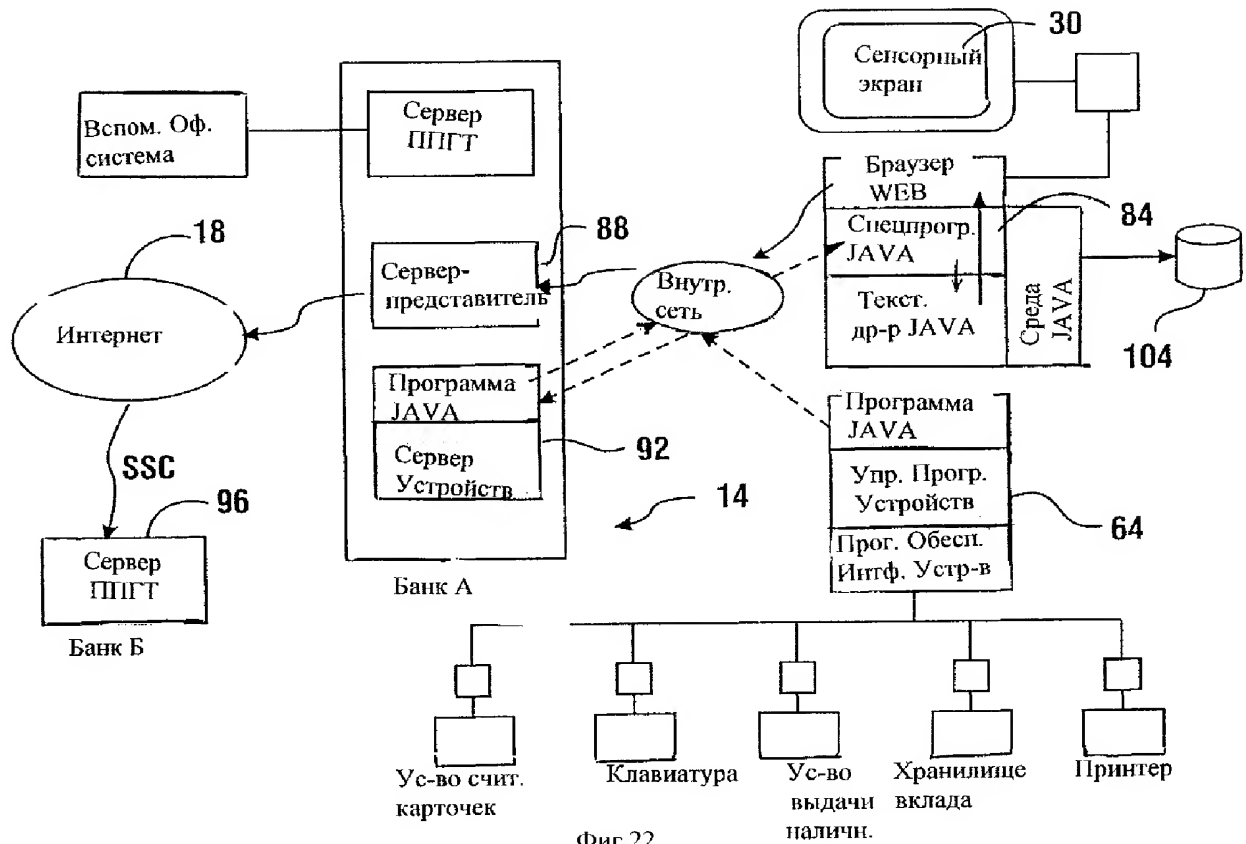 30
Сенсорный
экран
Вспом. Оф.
система
Сервер
ППГТ
Браузер
WEB
84
Спецпрогр.
JAVA
Текст.
др-р JAVA
Среда
JAVA
104
18
Интернет
88
Сервер-
представитель
Внутр.
сеть
Программа
JAVA
92
Сервер
Устройств
14
Программа
JAVA
Упр. Прогр.
Устройств
64
Прог. Обесп.
Интф. Устр-в
SSC
96
Сервер
ППГТ
Банк Б
Банк А
Ус-во счит.
карточек
Клавиатура
Ус-во
выдачи
наличн.
Хранилище
вклада
Принтер
Фиг.22